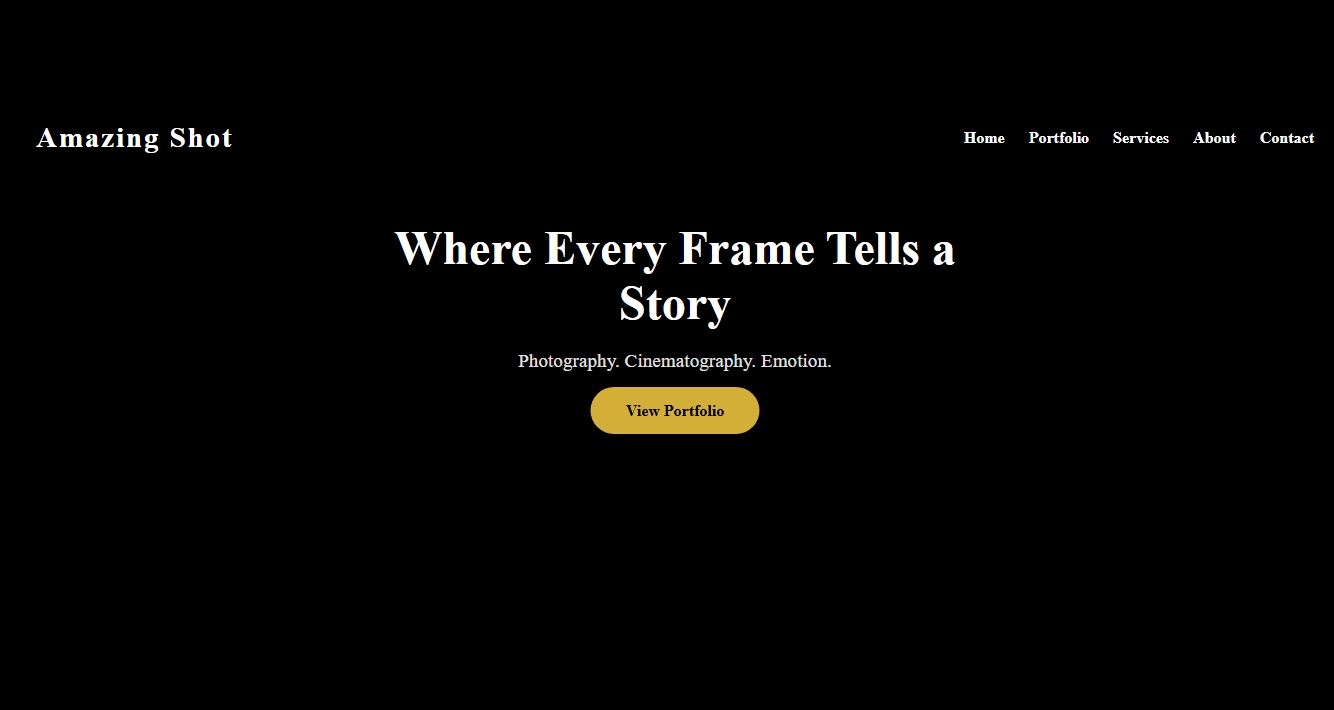 Amazing Shot
Home Portfolio Services About Contact
Where Every Frame Tells a
Story
Photography. Cinematography. Emotion.
View Portfolio